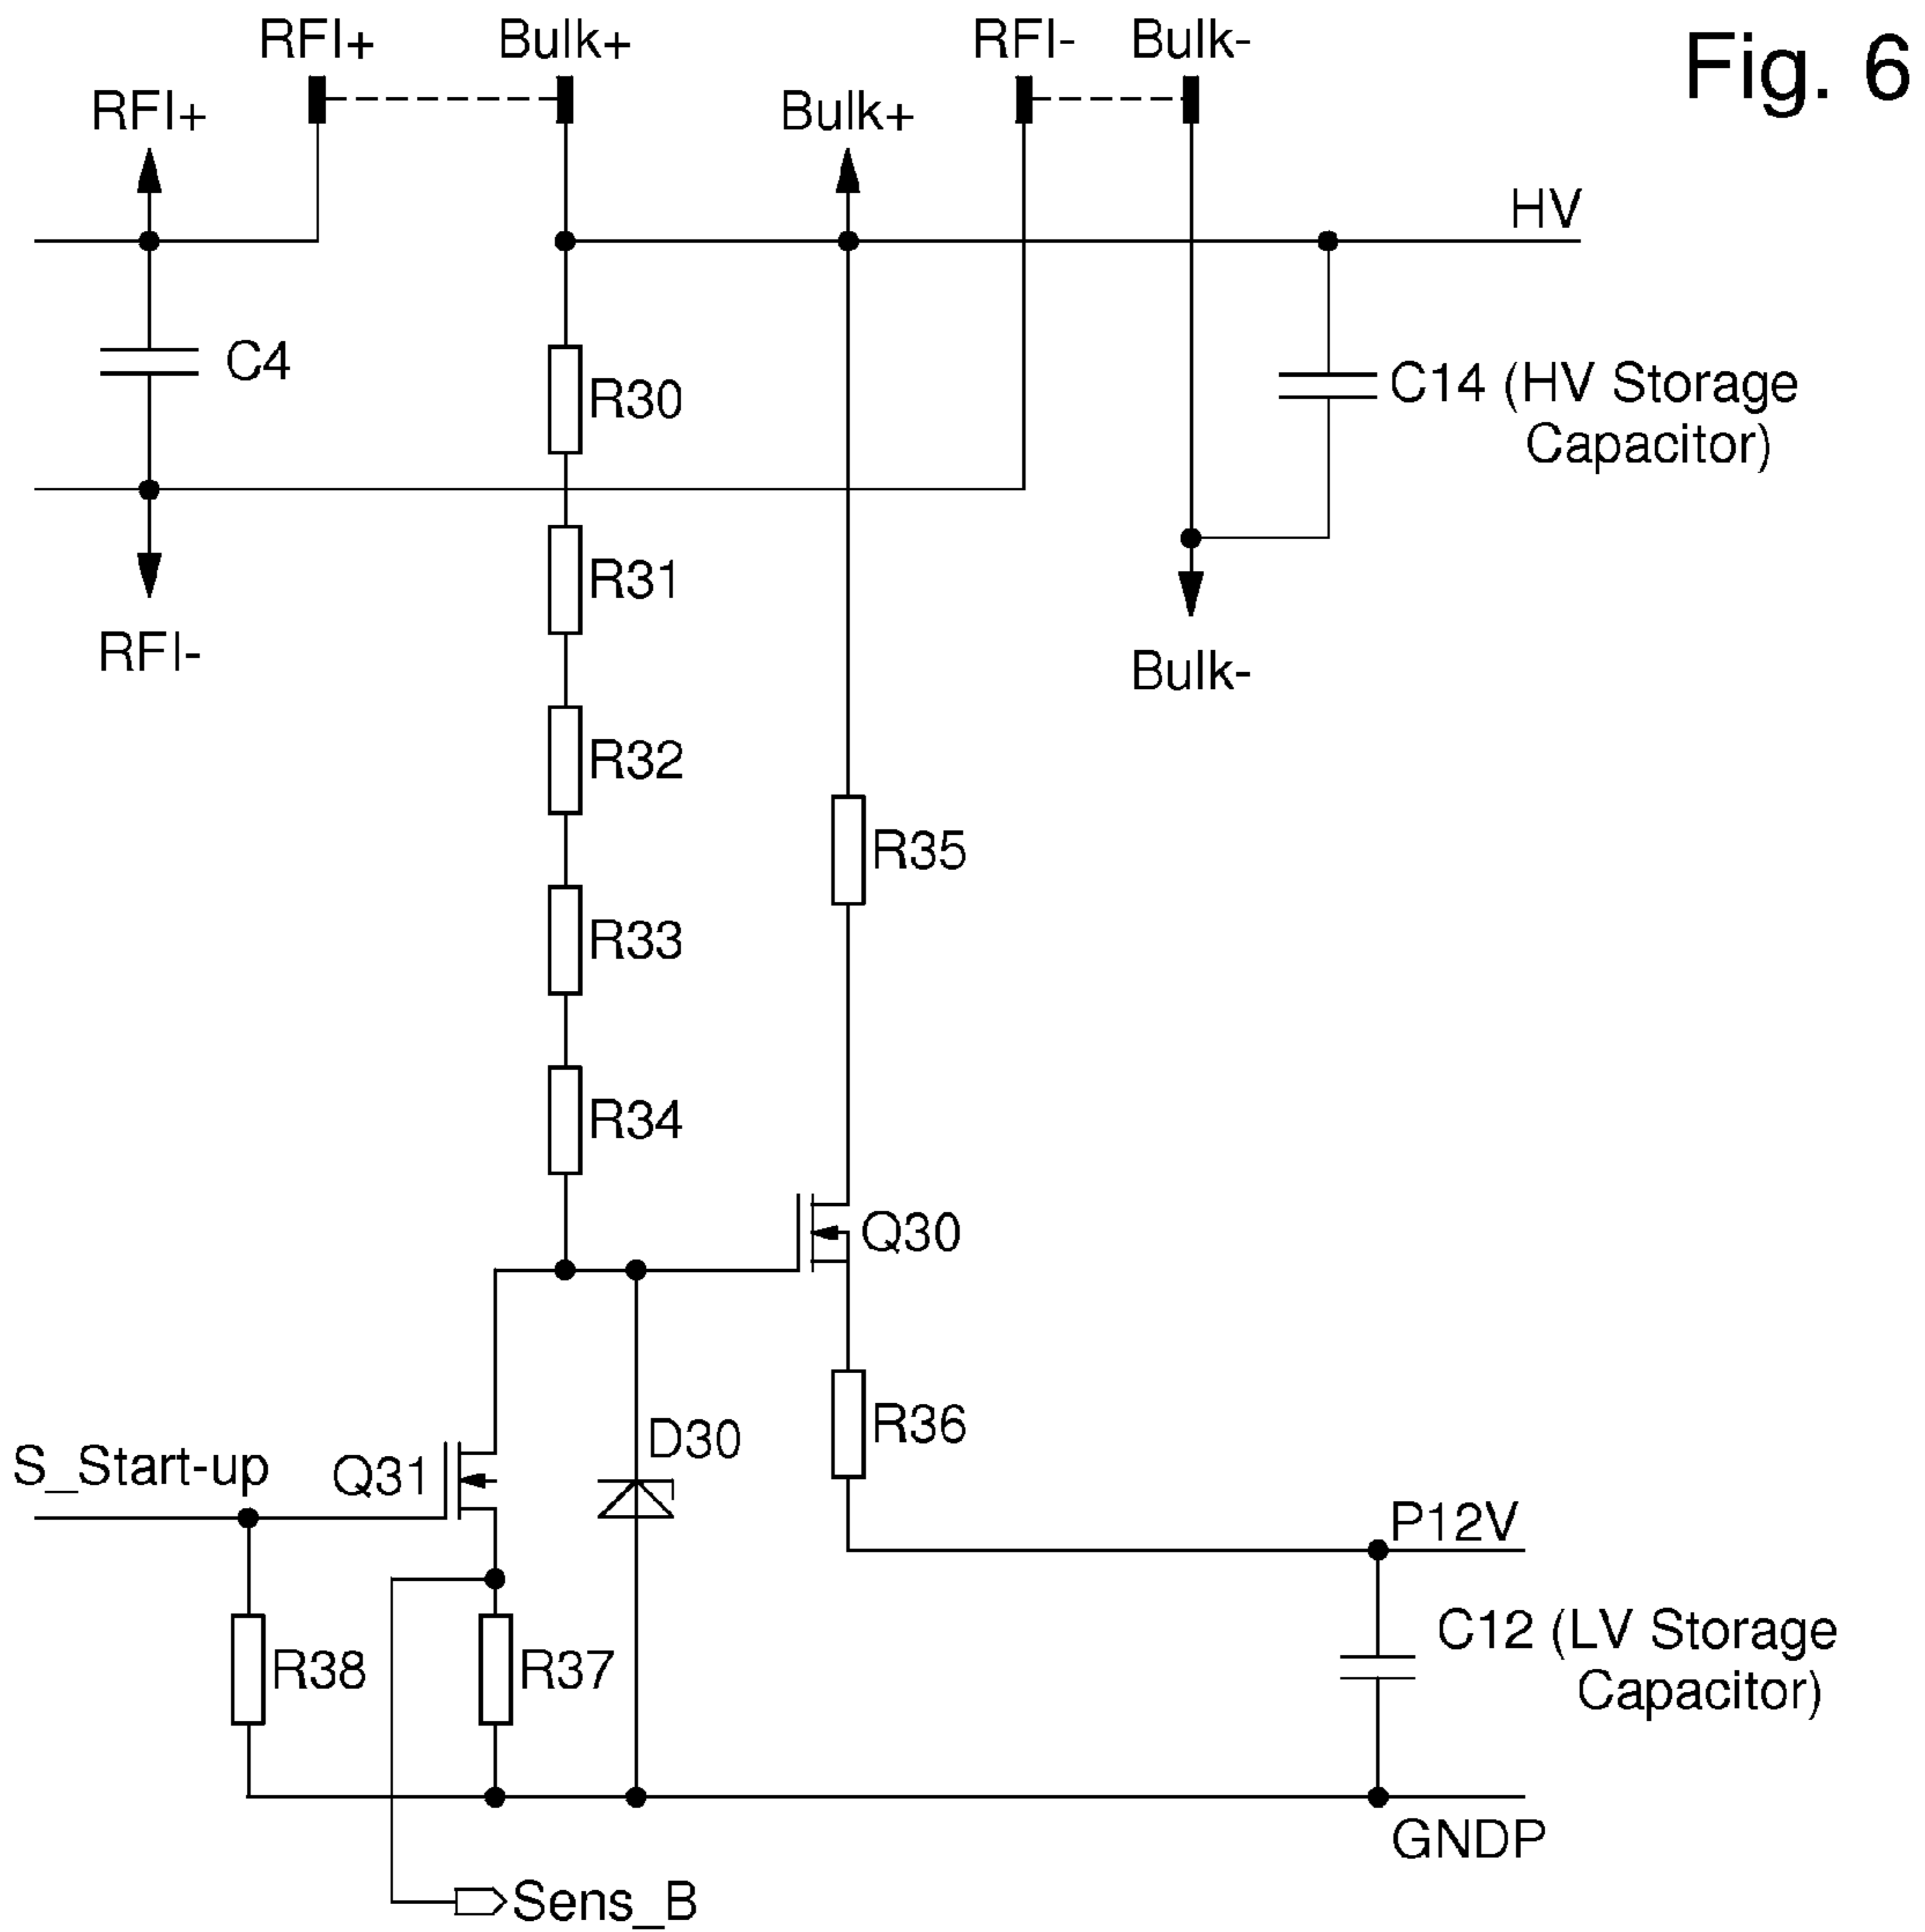 Fig. 6
RFI+
Bulk+
RFI-
Bulk-
RFI+
Bulk+
HV
C4
R30
C14 (HV Storage
Capacitor)
R31
RFI-
Bulk-
R32
R35
R33
R34
Q30
D30
R36
S_Start-up
Q31
P12V
R38
R37
C12 (LV Storage
Capacitor)
GNDP
Sens_B